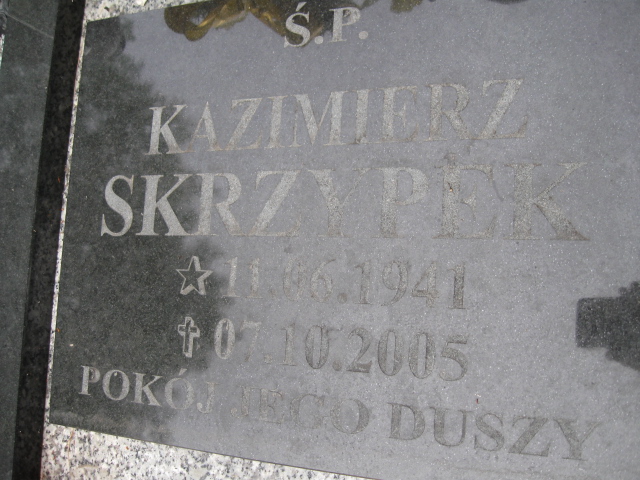 Ś.P.
KAZIMIERZ
SKRZYPEK
11.06.1941
07.10.2005
POKÓJ JEGO DUSZY